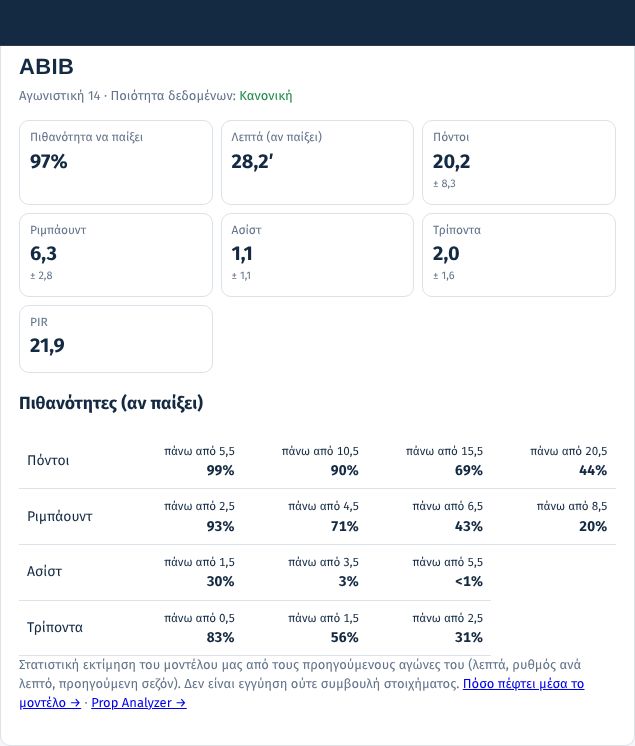 ABIB
Αγωνιστική 14 · Ποιότητα δεδομένων: Κανονική
Πιθανότητα να παίξει
97%
Λεπτά (αν παίξει)
28,2′
Πόντοι
20,2
± 8,3
Ριμπάουντ
6,3
± 2,8
Ασίστ
1,1
± 1,1
Τρίποντα
2,0
± 1,6
PIR
21,9
Πιθανότητες (αν παίξει)
Πόντοι
πάνω από 5,5
99%
πάνω από 10,5
90%
πάνω από 15,5
69%
πάνω από 20,5
44%
Ριμπάουντ
πάνω από 2,5
93%
πάνω από 4,5
71%
πάνω από 6,5
43%
πάνω από 8,5
20%
Ασίστ
πάνω από 1,5
30%
πάνω από 3,5
3%
πάνω από 5,5
<1%
Τρίποντα
πάνω από 0,5
83%
πάνω από 1,5
56%
πάνω από 2,5
31%
Στατιστική εκτίμηση του μοντέλου μας από τους προηγούμενους αγώνες του (λεπτά, ρυθμός ανά
λεπτό, προηγούμενη σεζόν). Δεν είναι εγγύηση ούτε συμβουλή στοιχήματος. Πόσο πέφτει μέσα το
μοντέλο → · Prop Analyzer →